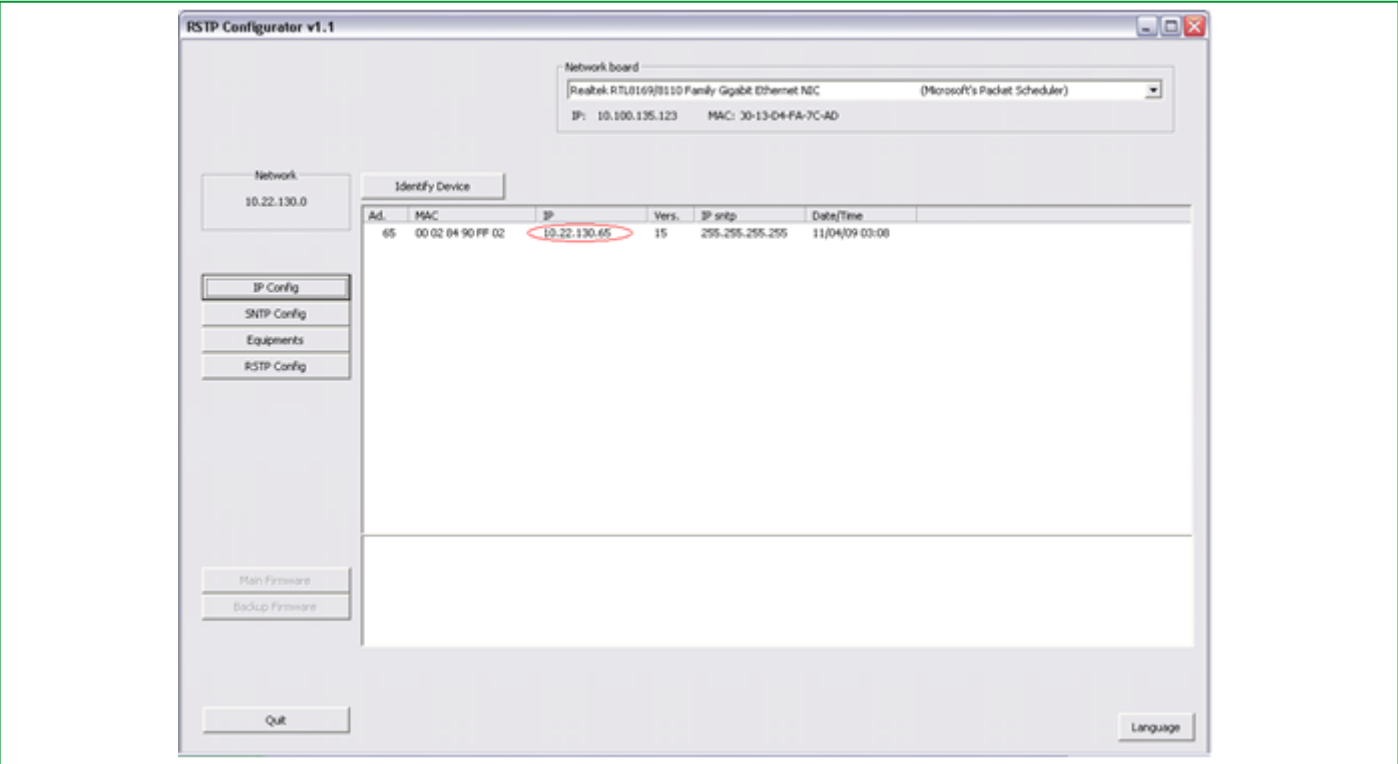 RSTP Configurator v1.1
Network board
Realtek RTL8169/8110 Family Gigabit Ethernet NIC (Microsoft's Packet Scheduler)
IP: 10.100.135.123 MAC: 00-13-D4-FA-7C-AD
Network
10.22.130.0
Identify Device
Ad. MAC IP Vers. IP sntp Date/Time
65 00 02 84 90 FF 02 10.22.130.65 15 255.255.255.255 11/04/09 03:08
IP Config
SNTP Config
Equipments
RSTP Config
Main Firmware
Backup Firmware
Quit
Language